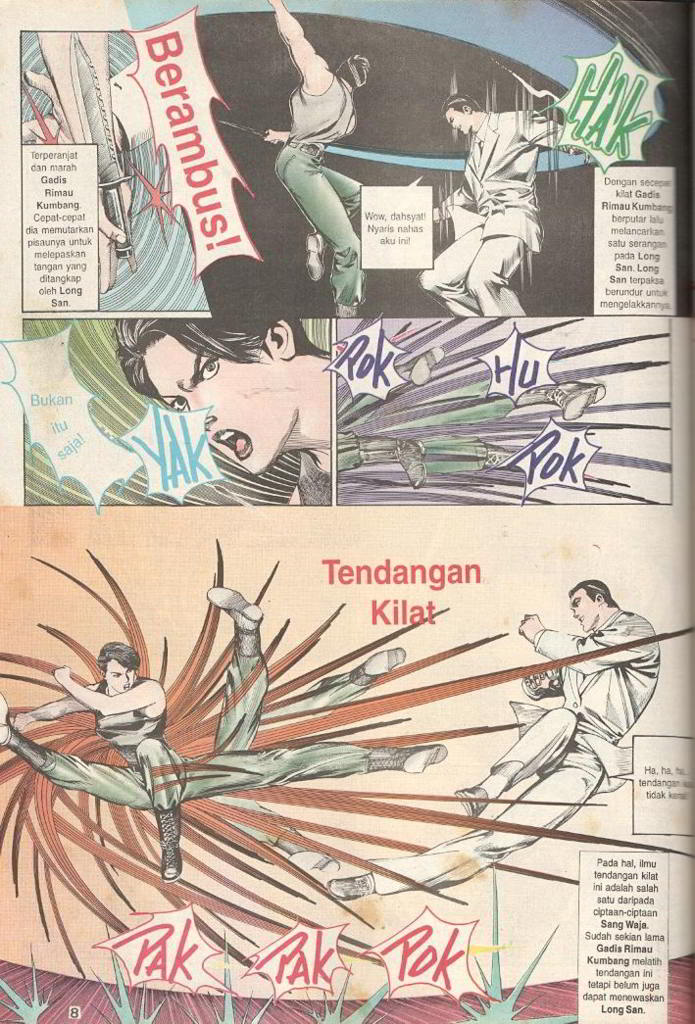 Berambus!
HAK
Terperanjat
dan marah
Gadis
Rimau
Kumbang.
Cepat-cepat
dia memutarkan
pisaunya untuk
melepaskan
tangan yang
ditangkap
oleh Long
San.
Wow, dahsyat!
Nyaris nahas
aku ini!
Dengan secepat
kilat Gadis
Rimau Kumbang
berputar lalu
melancarkan
satu serangan
pada Long
San. Long
San terpaksa
berundur untuk
mengelakkannya.
Bukan
itu
saja!
YAK
POK
HU
POK
Tendangan
Kilat
Ha, ha, ha,
tendangan
tidak
Pada hal, ilmu
tendangan kilat
ini adalah salah
satu daripada
ciptaan-ciptaan
Sang Waja.
Sudah sekian lama
Gadis Rimau
Kumbang melatih
tendangan ini
tetapi belum juga
dapat menewaskan
Long San.
PAK
PAK
POK
8